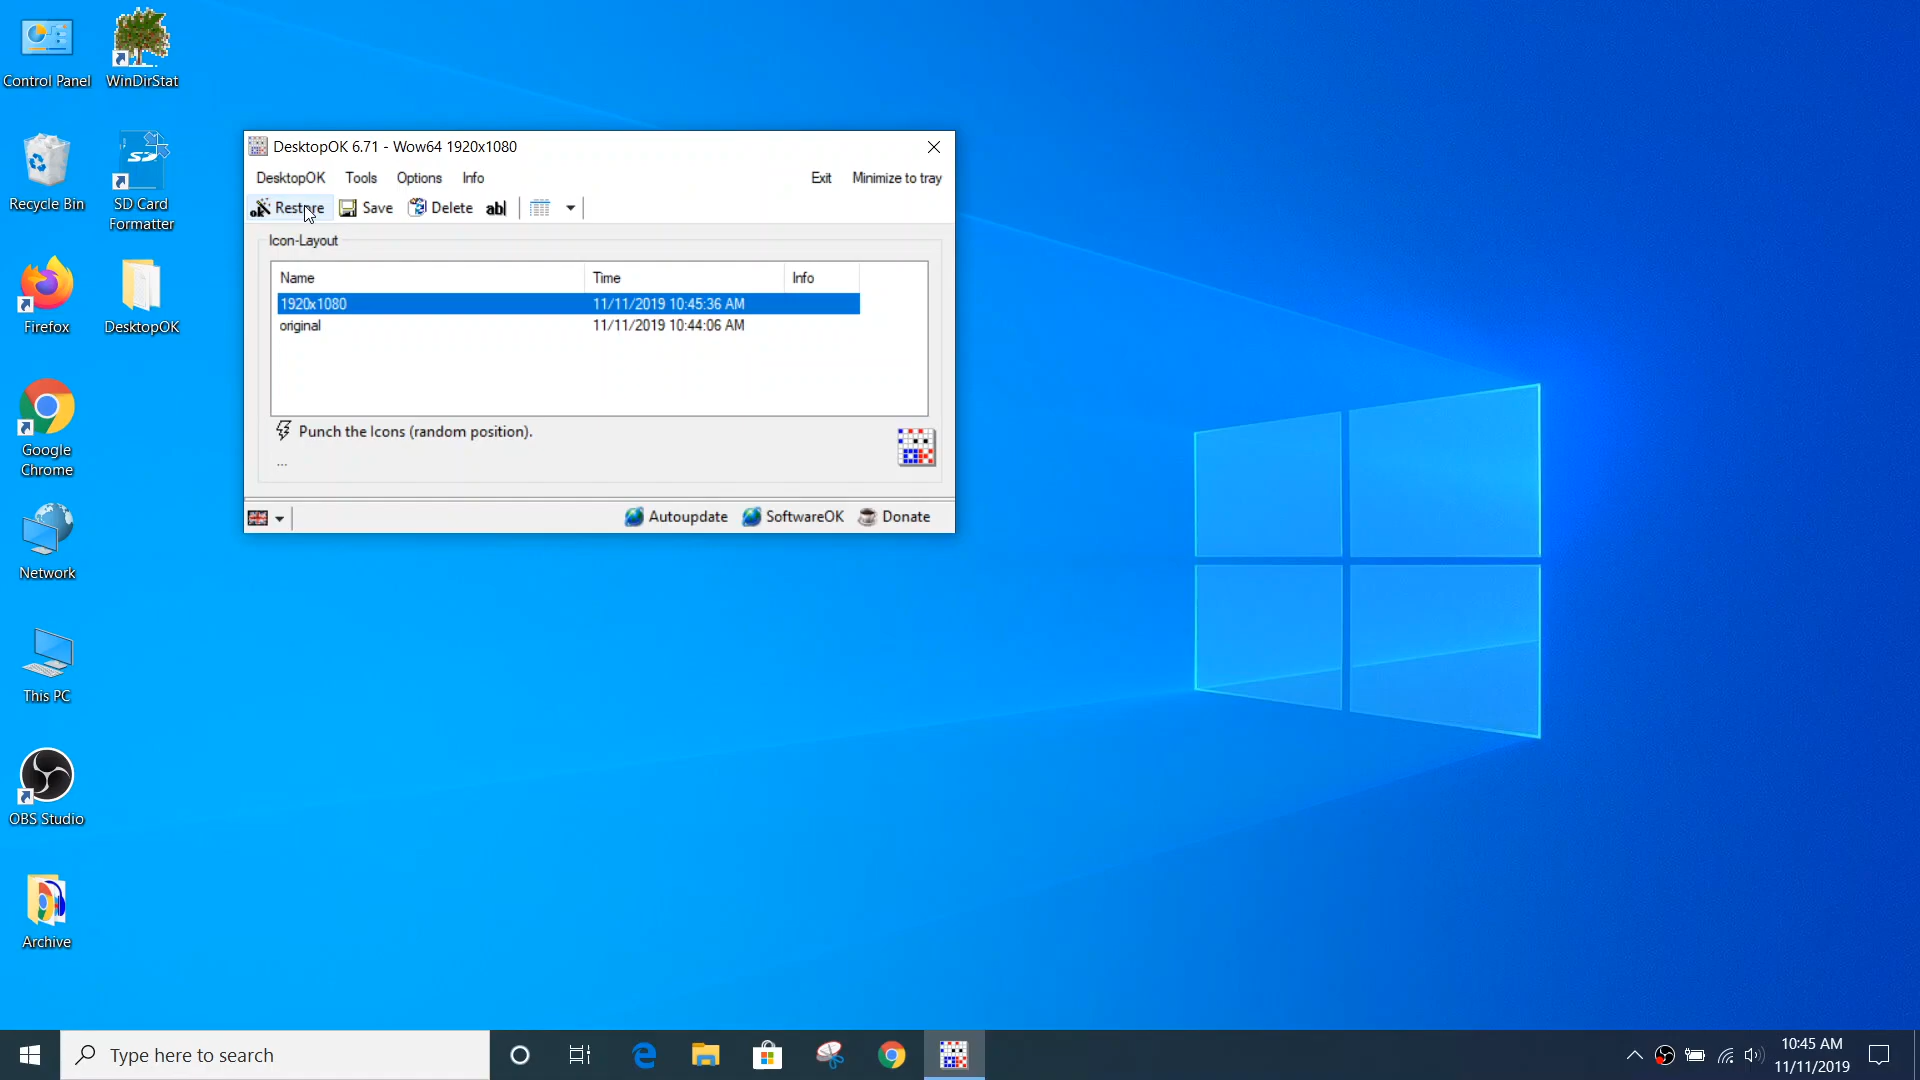 Control Panel
WinDirStat
Recycle Bin
SD
SD Card
Formatter
Firefox
DesktopOK
Google
Chrome
Network
This PC
OBS Studio
Archive
DesktopOK 6.71 - Wow64 1920x1080
DesktopOK Tools Options Info Exit Minimize to tray
Restore Save Delete ab|
Icon-Layout
Name Time Info
1920x1080 11/11/2019 10:45:36 AM
original 11/11/2019 10:44:06 AM
Punch the Icons (random position).
...
Autoupdate SoftwareOK Donate
Type here to search
10:45 AM
11/11/2019